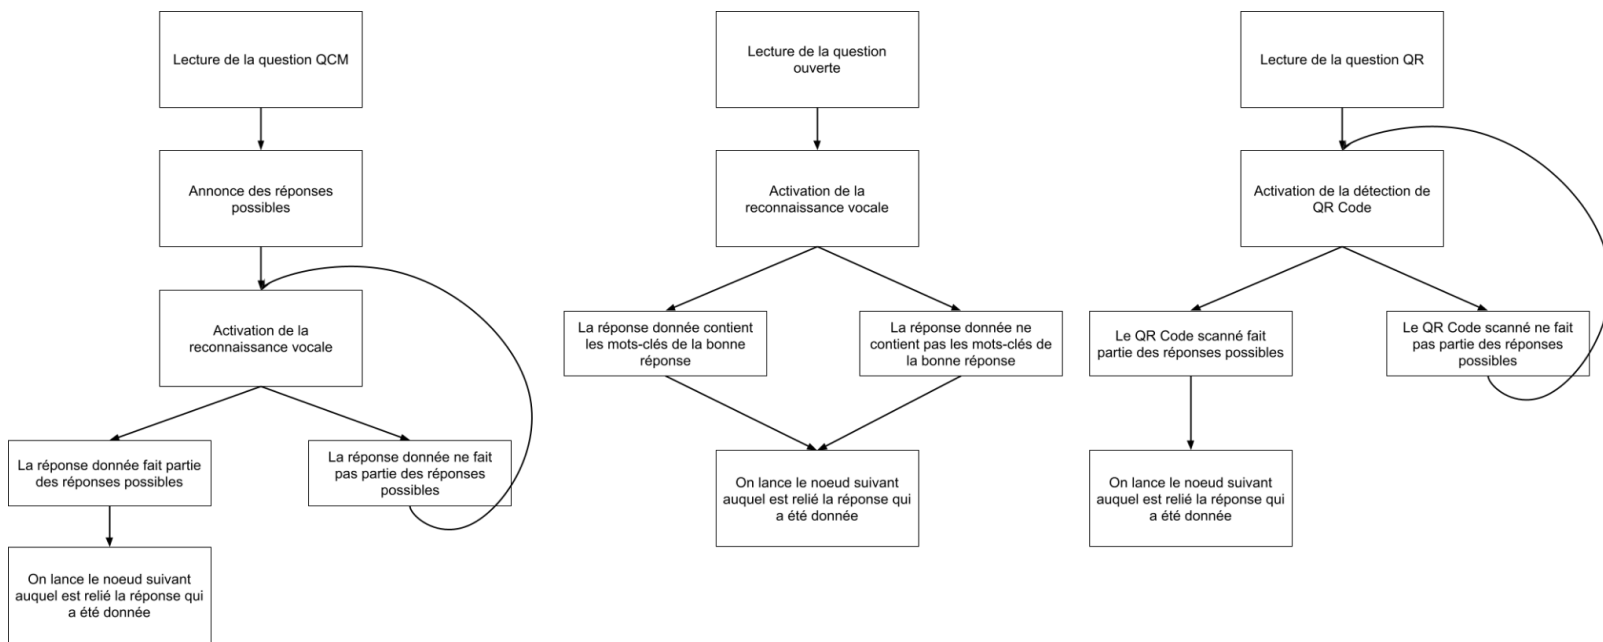 Lecture de la question QCM
Annonce des réponses
possibles
Activation de la
reconnaissance vocale
La réponse donnée fait partie
des réponses possibles
La réponse donnée ne fait
pas partie des réponses
possibles
On lance le noeud suivant
auquel est relié la réponse qui
a été donnée
Lecture de la question
ouverte
Activation de la
reconnaissance vocale
La réponse donnée contient
les mots-clés de la bonne
réponse
La réponse donnée ne
contient pas les mots-clés de
la bonne réponse
On lance le noeud suivant
auquel est relié la réponse qui
a été donnée
Lecture de la question QR
Activation de la détection de
QR Code
Le QR Code scanné fait
partie des réponses possibles
Le QR Code scanné ne fait
pas partie des réponses
possibles
On lance le noeud suivant
auquel est relié la réponse qui
a été donnée